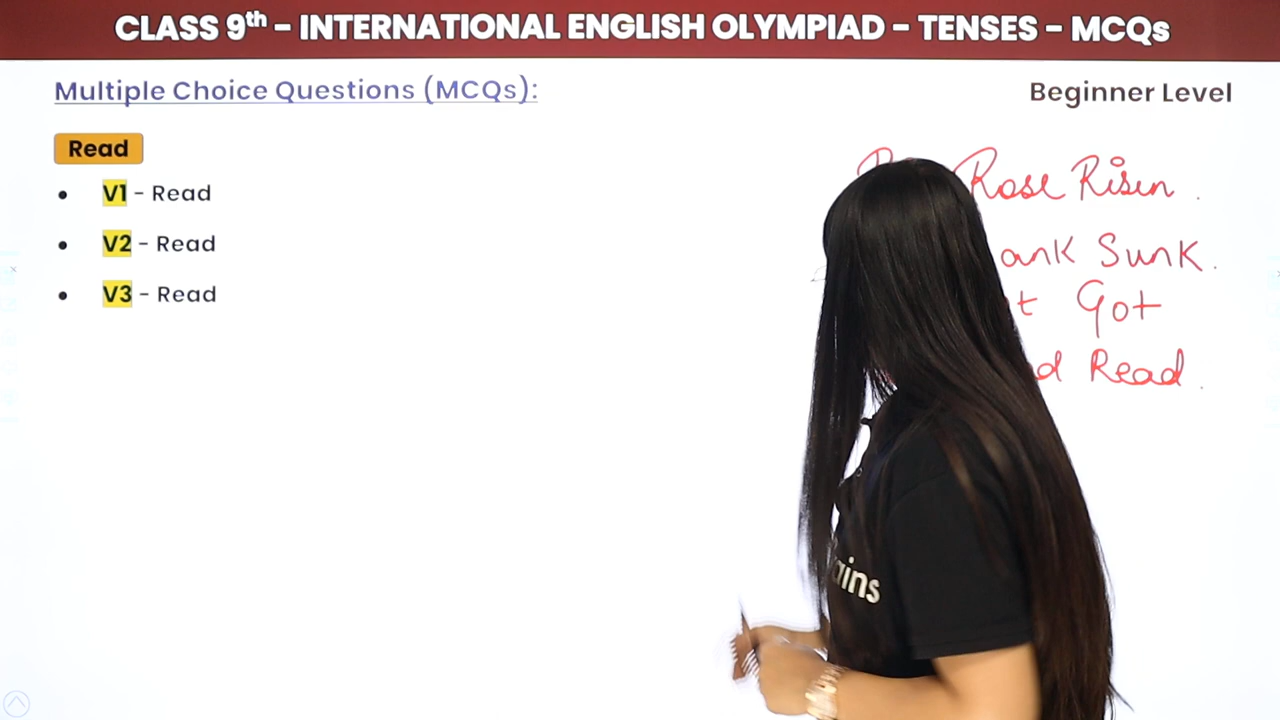 CLASS 9th – INTERNATIONAL ENGLISH OLYMPIAD – TENSES – MCQs
Multiple Choice Questions (MCQs):
Beginner Level
Read
• V1 - Read
• V2 - Read
• V3 - Read
Rose Risen .
Sunk .
Got
Read .